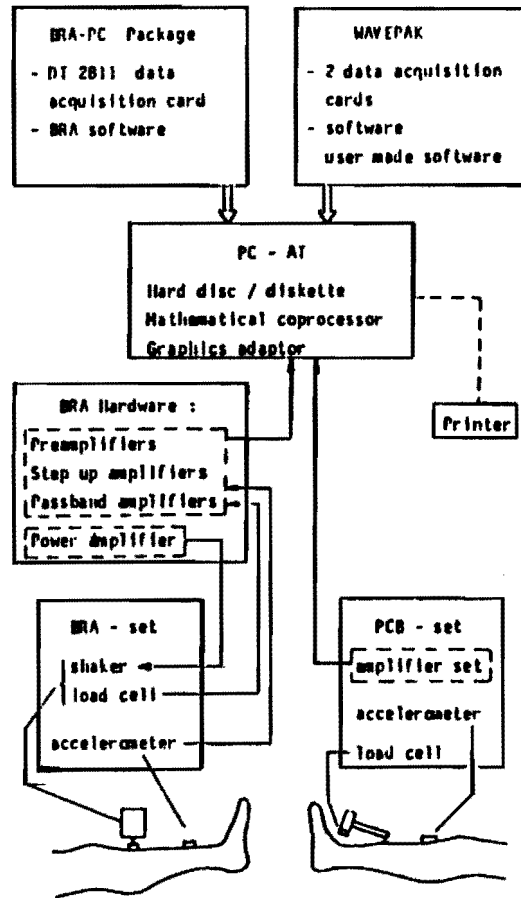 BRA-PC Package
- DT 2811 data
acquisition card
- BRA software
WAVEPAK
- 2 data acquisition
cards
- software
user made software
PC - AT
Hard disc / diskette
Mathematical coprocessor
Graphics adaptor
Printer
BRA Hardware :
Preamplifiers
Step up amplifiers
Passband amplifiers
Power amplifier
BRA - set
shaker
load cell
accelerometer
PCB - set
amplifier set
accelerometer
load cell